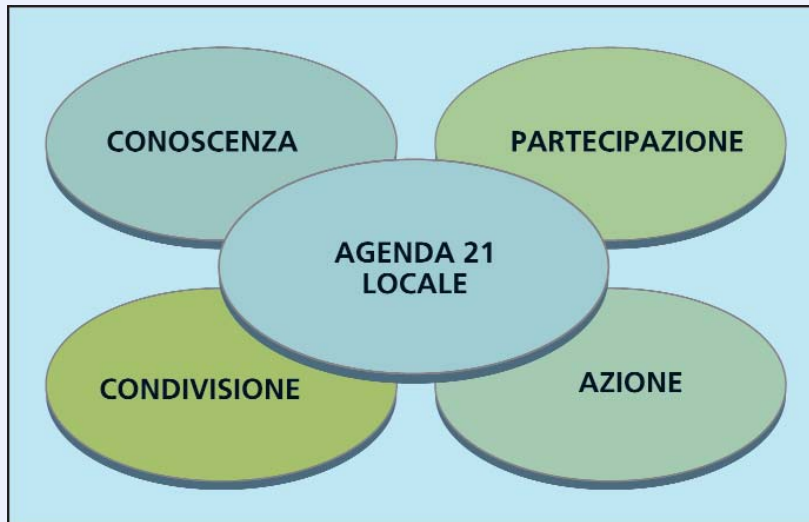 CONOSCENZA
PARTECIPAZIONE
AGENDA 21
LOCALE
CONDIVISIONE
AZIONE